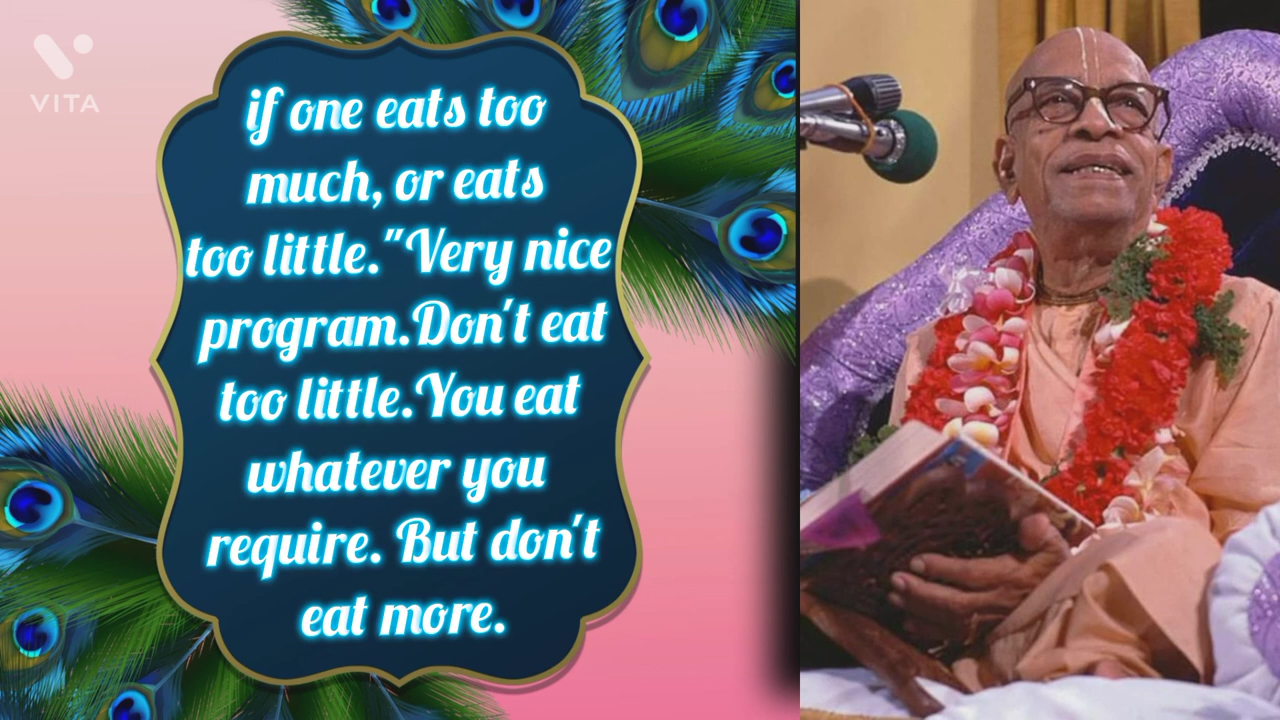 VITA
if one eats too
much, or eats
too little."Very nice
program.Don't eat
too little.You eat
whatever you
require. But don't
eat more.